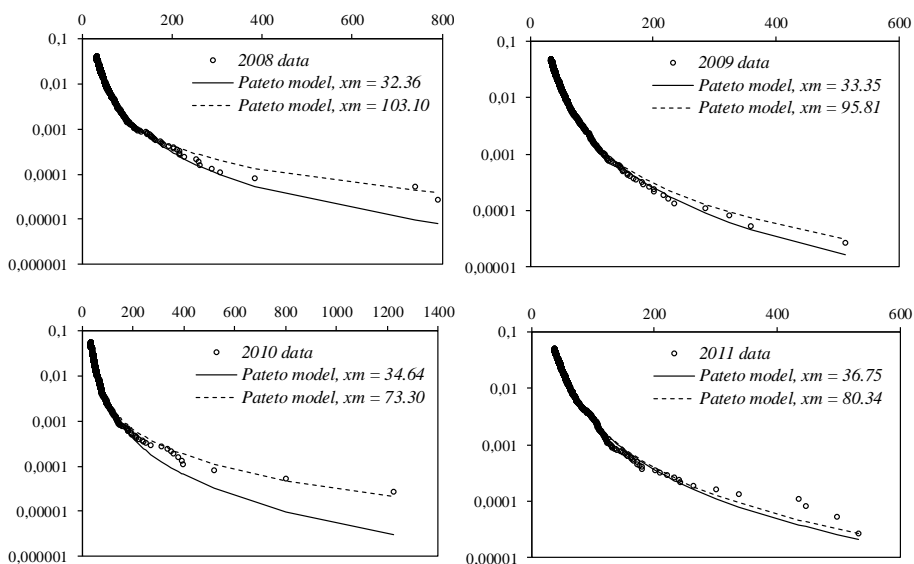 0 200 400 600 800
0,1
0,01
0,001
0,0001
0,00001
0,000001
2008 data
Pateto model, xm = 32.36
Pateto model, xm = 103.10
0 200 400 600
0,1
0,01
0,001
0,0001
0,00001
2009 data
Pateto model, xm = 33.35
Pateto model, xm = 95.81
0 200 400 600 800 1000 1200 1400
0,1
0,01
0,001
0,0001
0,00001
0,000001
2010 data
Pateto model, xm = 34.64
Pateto model, xm = 73.30
0 200 400 600
0,1
0,01
0,001
0,0001
0,00001
2011 data
Pateto model, xm = 36.75
Pateto model, xm = 80.34